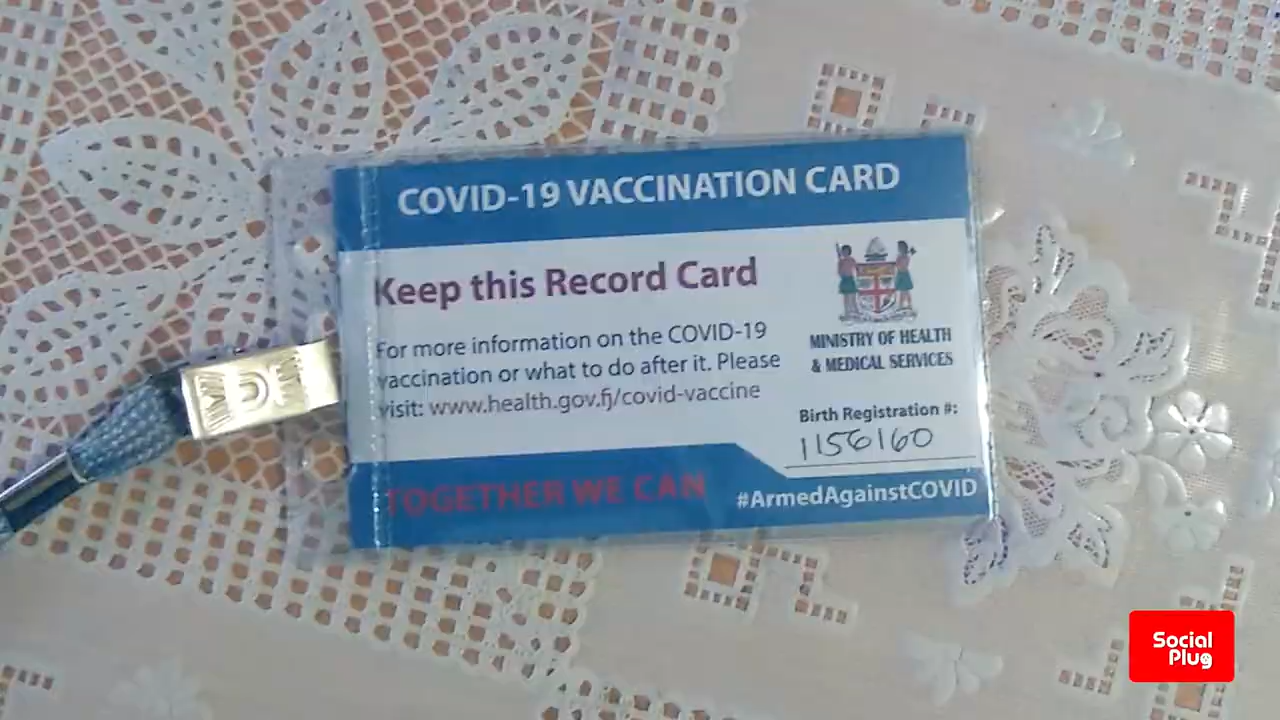 COVID-19 VACCINATION CARD
Keep this Record Card
For more information on the COVID-19
vaccination or what to do after it. Please
visit: www.health.gov.fj/covid-vaccine
MINISTRY OF HEALTH
& MEDICAL SERVICES
Birth Registration #:
1156160
TOGETHER WE CAN
#ArmedAgainstCOVID
Social
Plug